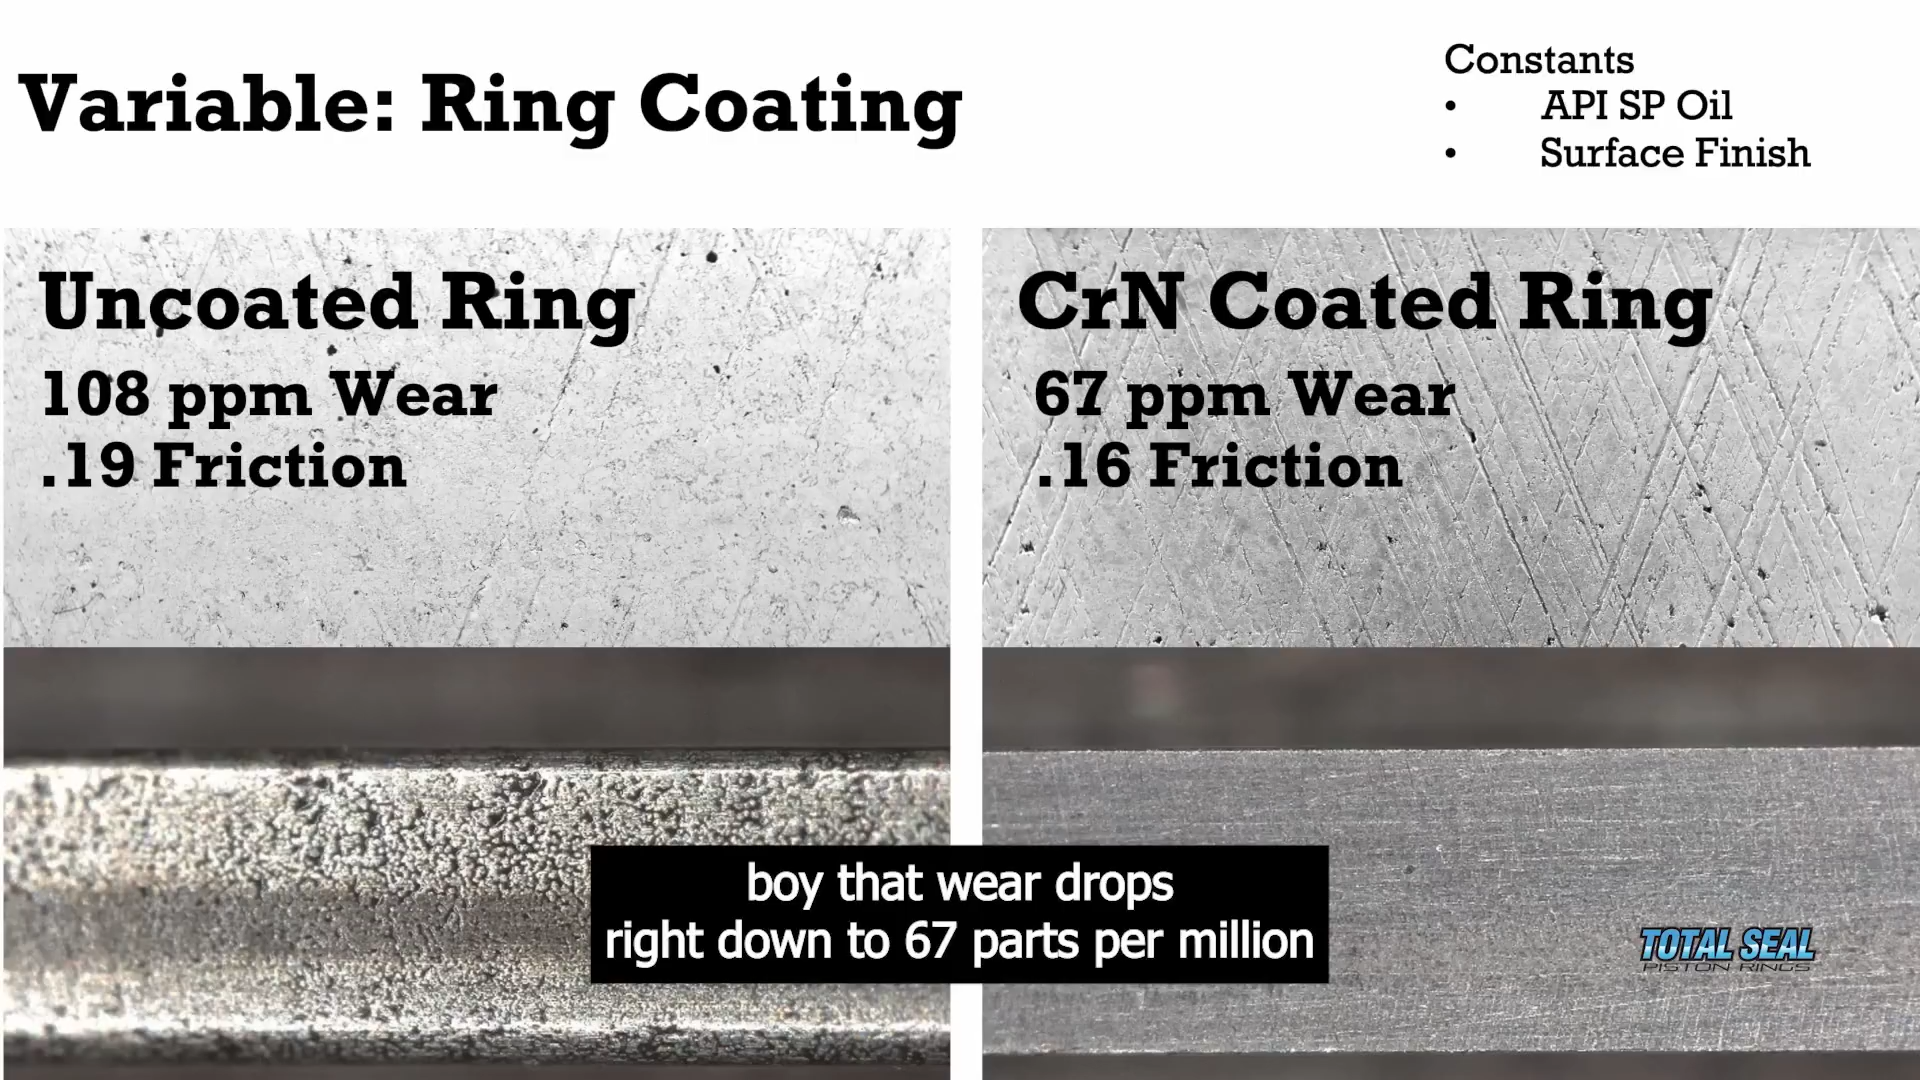 Variable: Ring Coating
Constants
• API SP Oil
• Surface Finish
Uncoated Ring
108 ppm Wear
.19 Friction
CrN Coated Ring
67 ppm Wear
.16 Friction
boy that wear drops
right down to 67 parts per million
TOTAL SEAL
PISTON RINGS